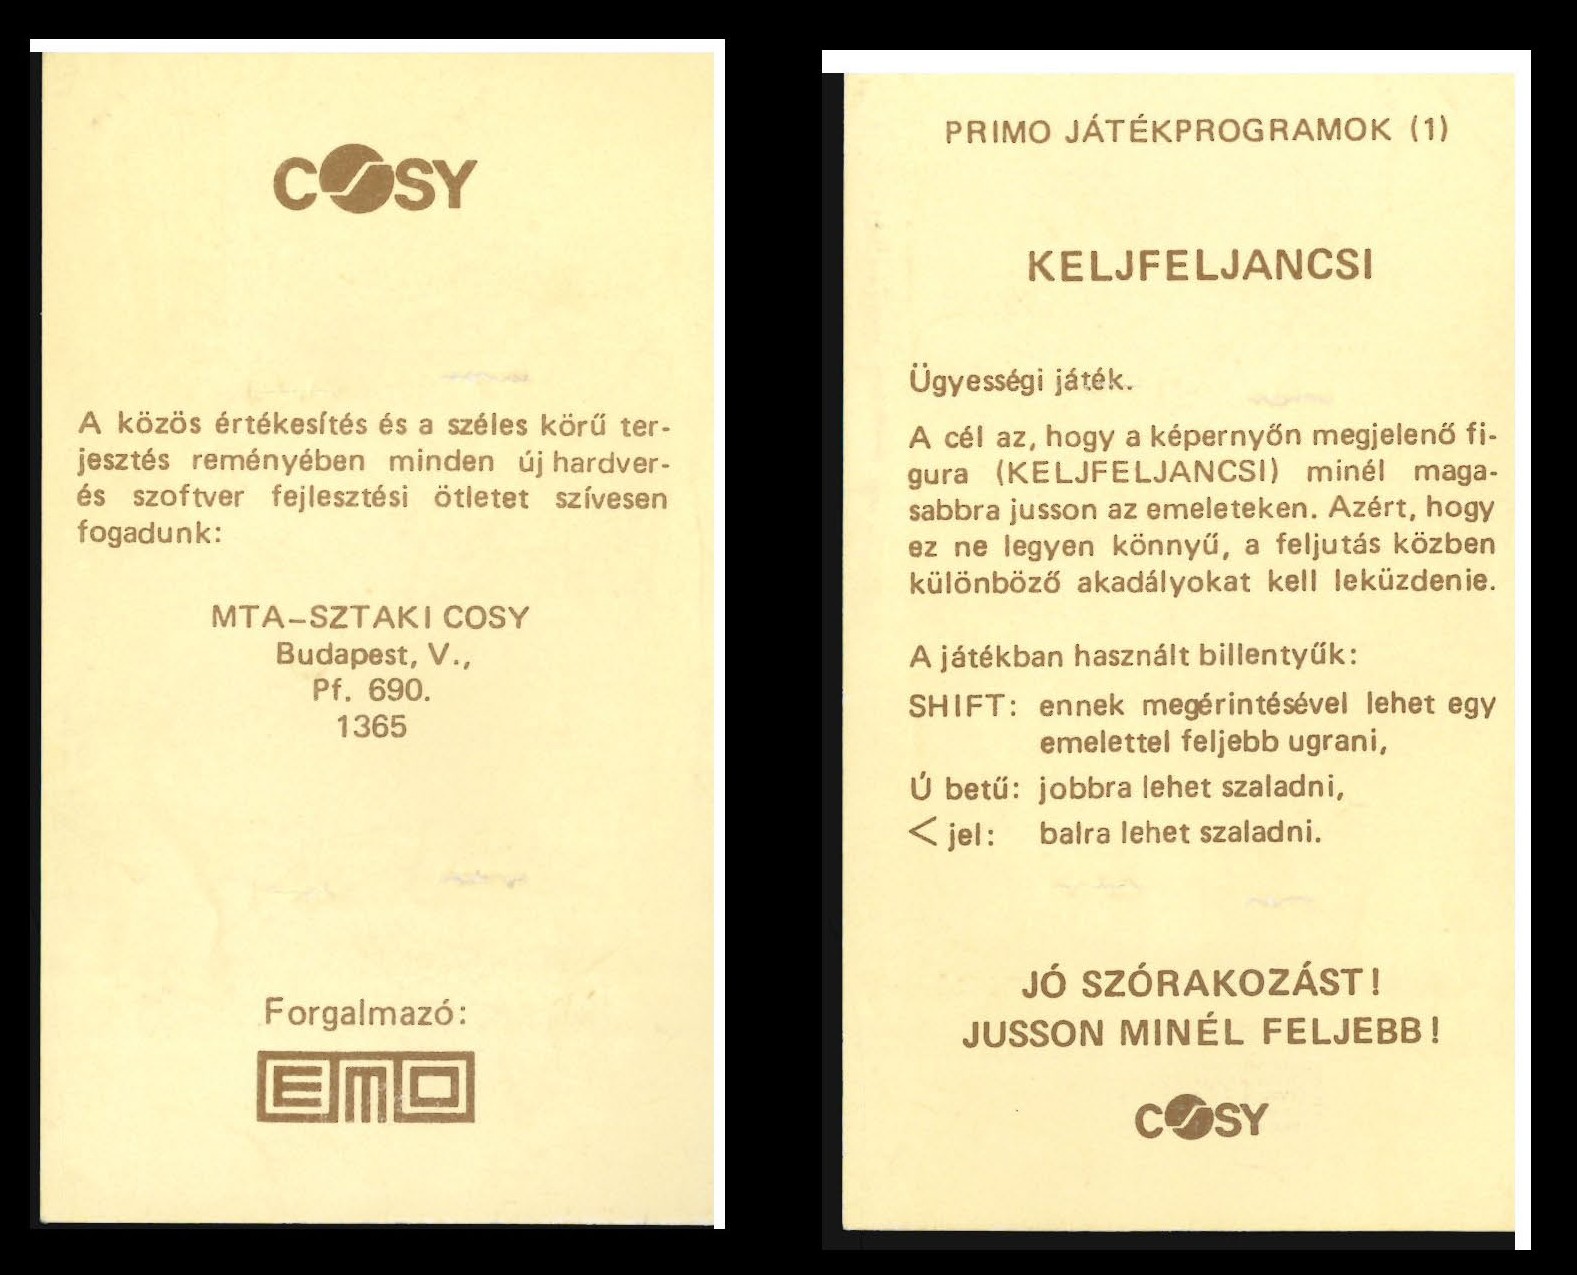 COSY
A közös értékesítés és a széles körű ter-
jesztés reményében minden új hardver-
és szoftver fejlesztési ötletet szívesen
fogadunk:
MTA–SZTAKI COSY
Budapest, V.,
Pf. 690.
1365
Forgalmazó:
EMO
PRIMO JÁTÉKPROGRAMOK (1)
KELJFELJANCSI
Ügyességi játék.
A cél az, hogy a képernyőn megjelenő fi-
gura (KELJFELJANCSI) minél maga-
sabbra jusson az emeleteken. Azért, hogy
ez ne legyen könnyű, a feljutás közben
különböző akadályokat kell leküzdenie.
A játékban használt billentyűk:
SHIFT: ennek megérintésével lehet egy
emelettel feljebb ugrani,
Ú betű: jobbra lehet szaladni,
< jel: balra lehet szaladni.
JÓ SZÓRAKOZÁST!
JUSSON MINÉL FELJEBB!
COSY